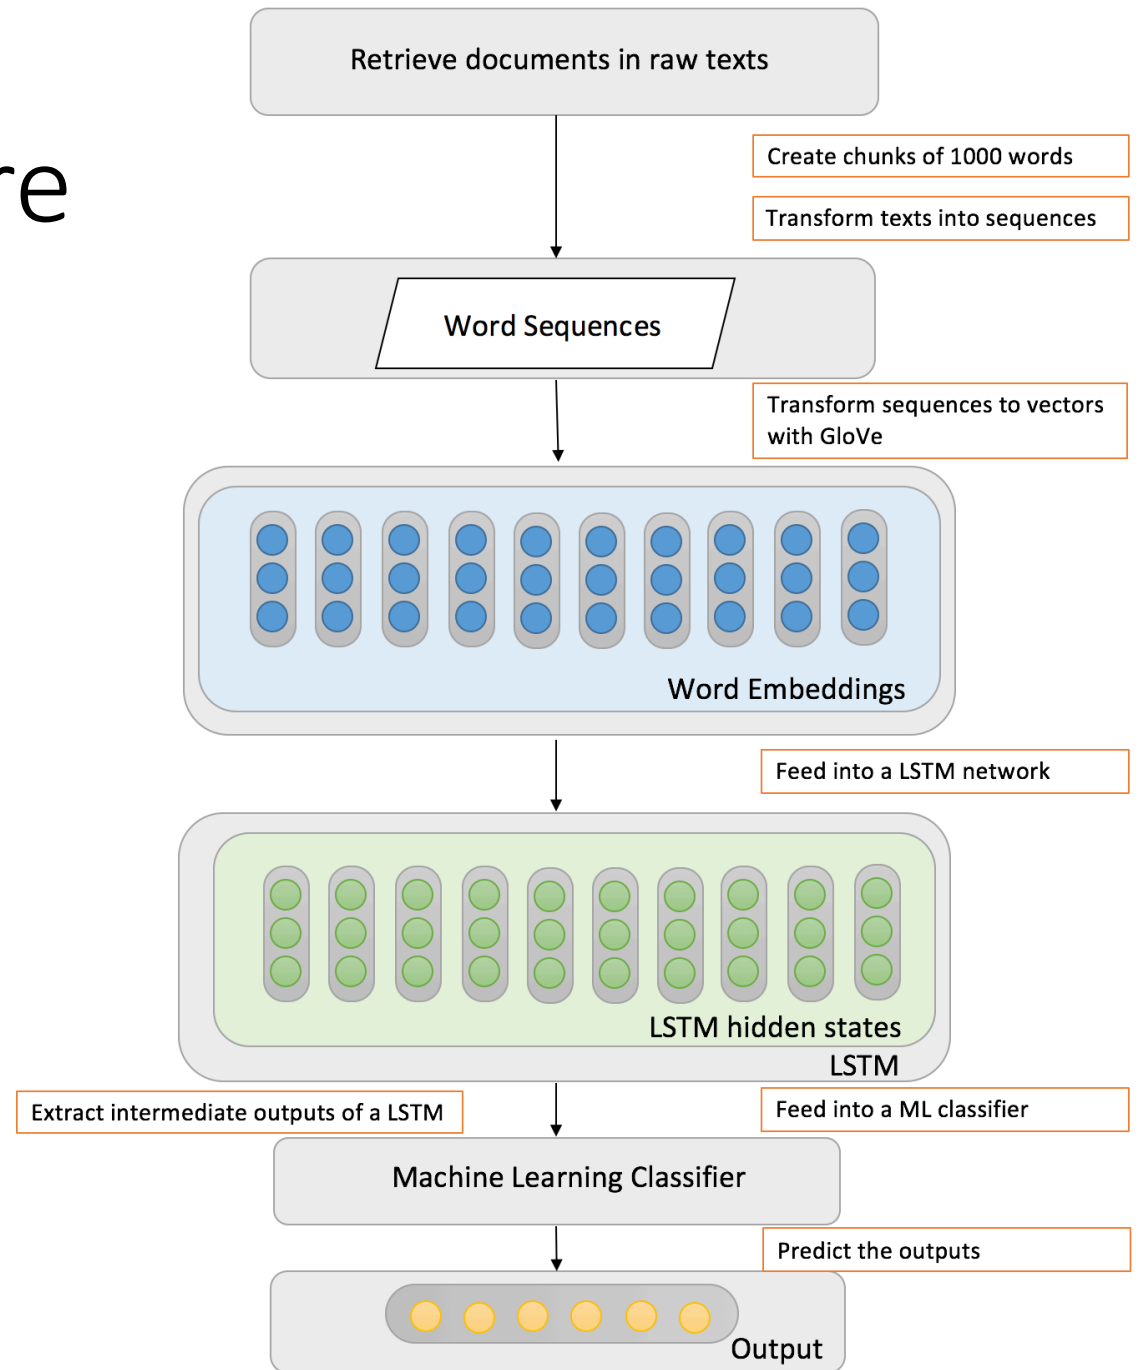 Retrieve documents in raw texts
re
Create chunks of 1000 words
Transform texts into sequences
Word Sequences
Transform sequences to vectors
with GloVe
Word Embeddings
Feed into a LSTM network
LSTM hidden states
LSTM
Extract intermediate outputs of a LSTM
Feed into a ML classifier
Machine Learning Classifier
Predict the outputs
Output